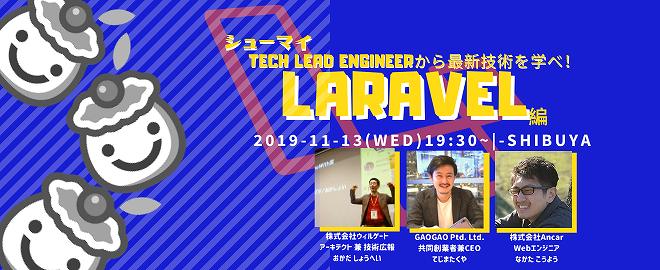 シューマイ
TECH LEAD ENGINEERから最新技術を学べ!
LARAVEL編
2019-11-13(WED)19:30~|-SHIBUYA
株式会社ウィルゲート
アーキテクト 兼 技術広報
おかだ しょうへい
GAOGAO Ptd. Ltd.
共同創業者兼CEO
てしまたくや
株式会社Ancar
Webエンジニア
なかた こうよう